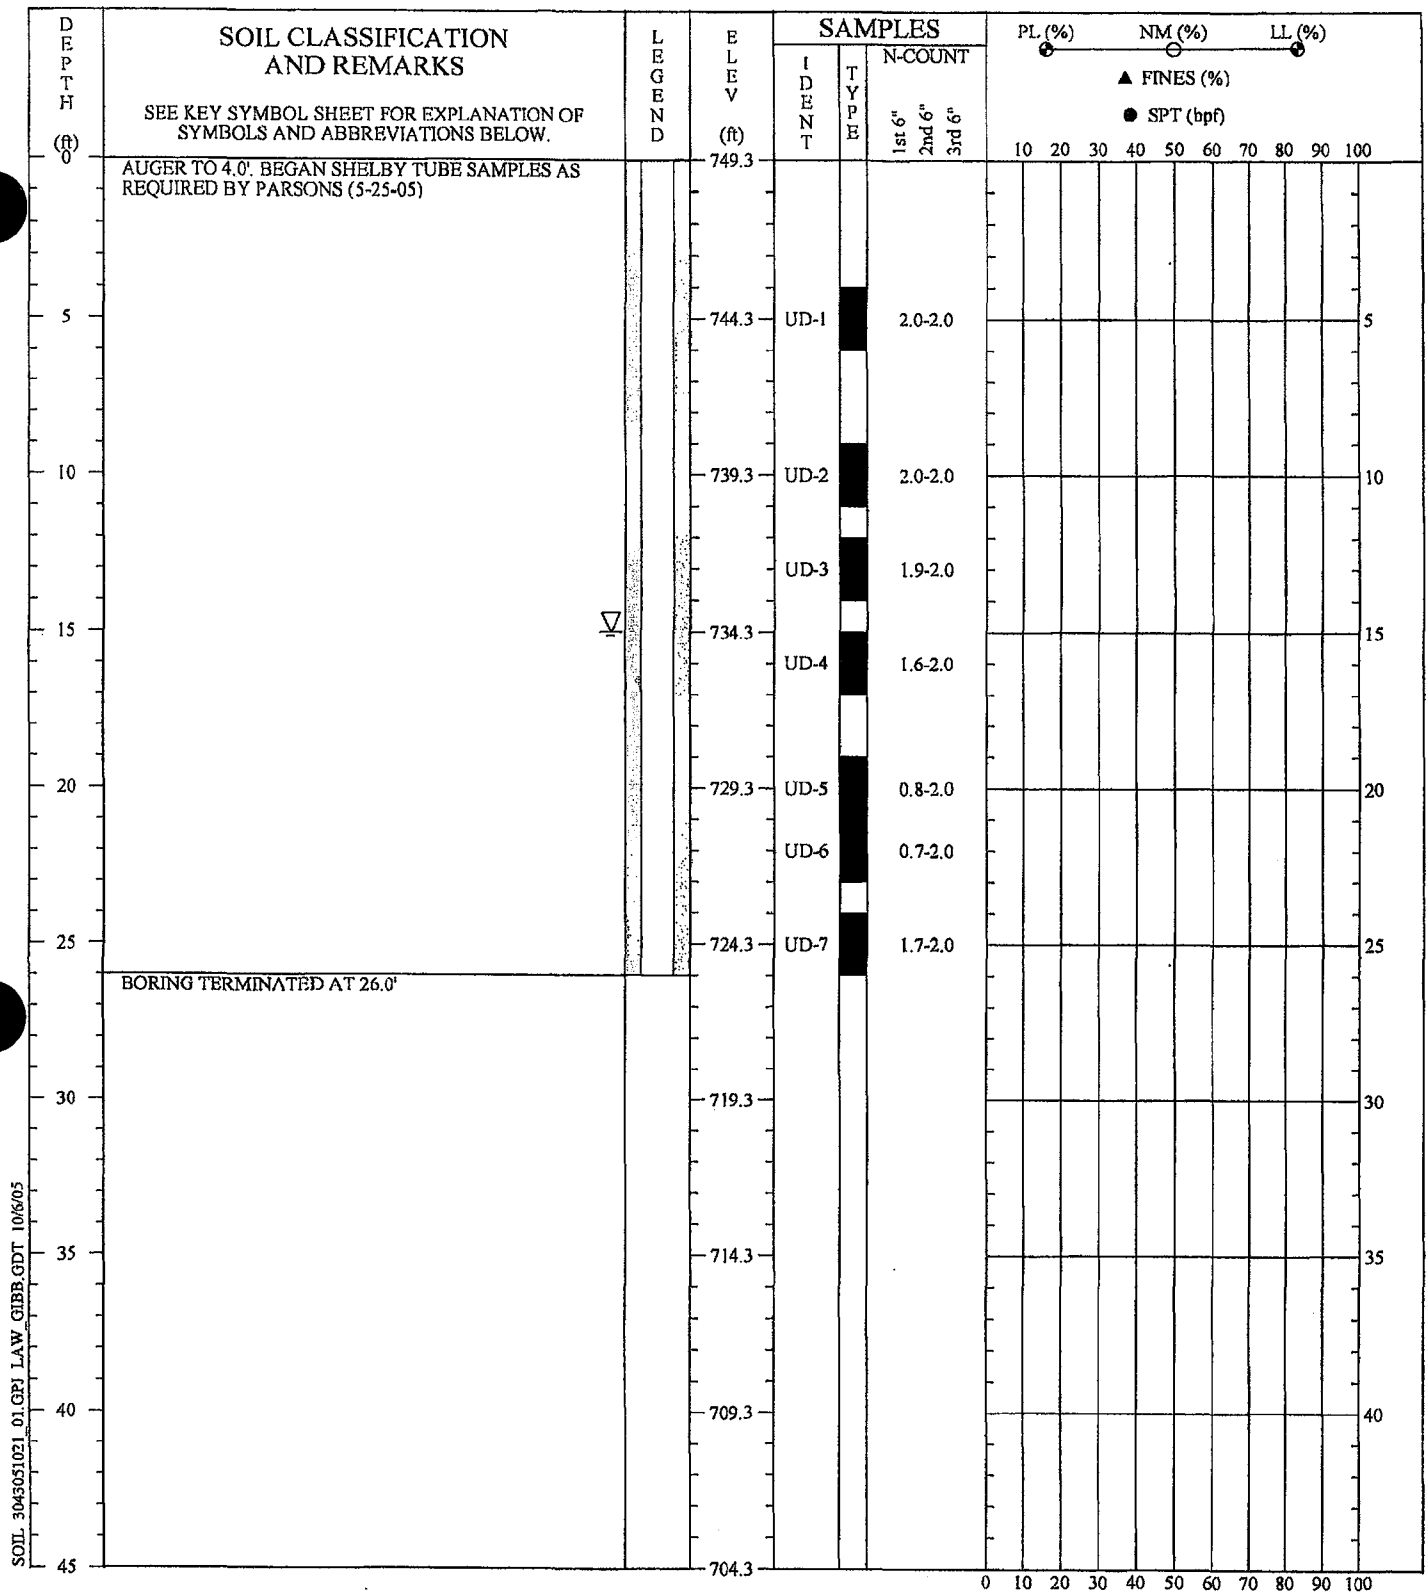 DEPTH
(ft)
SOIL CLASSIFICATION
AND REMARKS
SEE KEY SYMBOL SHEET FOR EXPLANATION OF
SYMBOLS AND ABBREVIATIONS BELOW.
LEGEND
ELEV
(ft)
SAMPLES
IDENT
TYPE
N-COUNT
1st 6"
2nd 6"
3rd 6"
PL (%) NM (%) LL (%)
▲ FINES (%)
● SPT (bpf)
10 20 30 40 50 60 70 80 90 100
0 749.3
AUGER TO 4.0'. BEGAN SHELBY TUBE SAMPLES AS
REQUIRED BY PARSONS (5-25-05)
5 744.3 UD-1 2.0-2.0 5
10 739.3 UD-2 2.0-2.0 10
UD-3 1.9-2.0
15 734.3 15
UD-4 1.6-2.0
20 729.3 UD-5 0.8-2.0 20
UD-6 0.7-2.0
25 724.3 UD-7 1.7-2.0 25
BORING TERMINATED AT 26.0'
30 719.3 30
35 714.3 35
40 709.3 40
45 704.3
0 10 20 30 40 50 60 70 80 90 100
SOIL 3043051021_01.GPJ LAW_GIBB.GDT 10/6/05